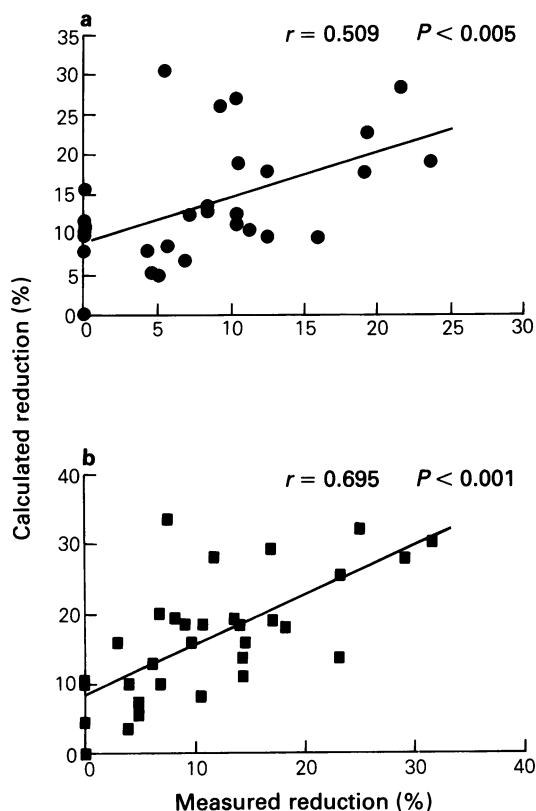 a
r = 0.509 P < 0.005
35
30
25
20
15
10
5
0
0 5 10 15 20 25 30
Calculated reduction (%)
b
r = 0.695 P < 0.001
40
30
20
10
0
0 10 20 30 40
Measured reduction (%)